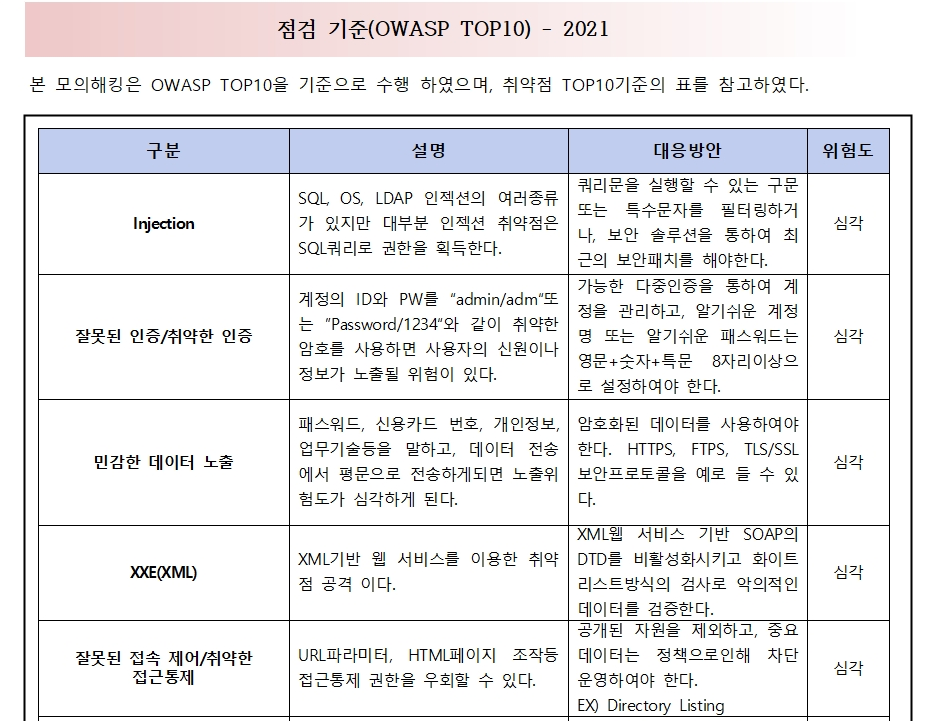 점검 기준(OWASP TOP10) - 2021
본 모의해킹은 OWASP TOP10을 기준으로 수행 하였으며, 취약점 TOP10기준의 표를 참고하였다.
구분
설명
대응방안
위험도
Injection
SQL, OS, LDAP 인젝션의 여러종류
가 있지만 대부분 인젝션 취약점은
SQL쿼리로 권한을 획득한다.
쿼리문을 실행할 수 있는 구문
또는 특수문자를 필터링하거
나, 보안 솔루션을 통하여 최
근의 보안패치를 해야한다.
심각
잘못된 인증/취약한 인증
계정의 ID와 PW를 “admin/adm“또
는 ”Password/1234“와 같이 취약한
암호를 사용하면 사용자의 신원이나
정보가 노출될 위험이 있다.
가능한 다중인증을 통하여 계
정을 관리하고, 알기쉬운 계정
명 또는 알기쉬운 패스워드는
영문+숫자+특문 8자리이상으
로 설정하여야 한다.
심각
민감한 데이터 노출
패스워드, 신용카드 번호, 개인정보,
업무기술등을 말하고, 데이터 전송
에서 평문으로 전송하게되면 노출위
험도가 심각하게 된다.
암호화된 데이터를 사용하여야
한다. HTTPS, FTPS, TLS/SSL
보안프로토콜을 예로 들 수 있
다.
심각
XXE(XML)
XML기반 웹 서비스를 이용한 취약
점 공격 이다.
XML웹 서비스 기반 SOAP의
DTD를 비활성화시키고 화이트
리스트방식의 검사로 악의적인
데이터를 검증한다.
심각
잘못된 접속 제어/취약한
접근통제
URL파라미터, HTML페이지 조작등
접근통제 권한을 우회할 수 있다.
공개된 자원을 제외하고, 중요
데이터는 정책으로인해 차단
운영하여야 한다.
EX) Directory Listing
심각